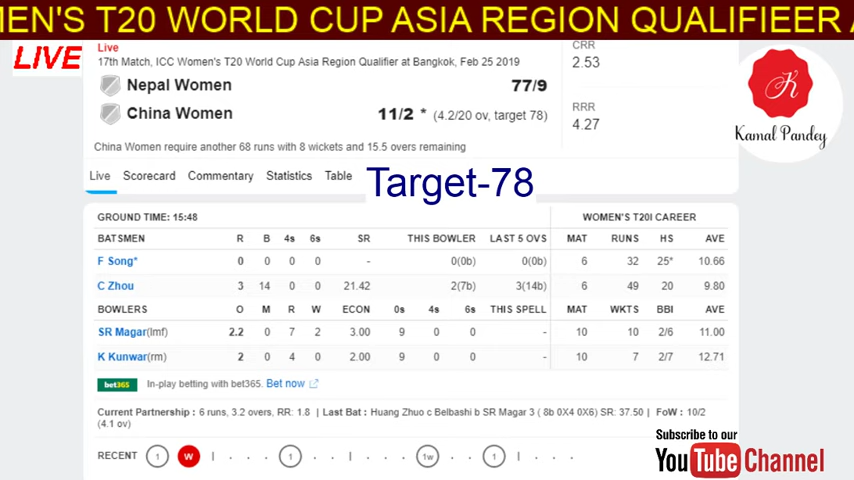 MEN'S T20 WORLD CUP ASIA REGION QUALIFIEER A
LIVE
Live
17th Match, ICC Women's T20 World Cup Asia Region Qualifier at Bangkok, Feb 25 2019
Nepal Women 77/9
China Women 11/2 * (4.2/20 ov, target 78)
China Women require another 68 runs with 8 wickets and 15.5 overs remaining
CRR
2.53
RRR
4.27
K
Kamal Pandey
Live Scorecard Commentary Statistics Table
Target-78
GROUND TIME: 15:48 WOMEN'S T20I CAREER
BATSMEN R B 4s 6s SR THIS BOWLER LAST 5 OVS MAT RUNS HS AVE
F Song* 0 0 0 0 - 0(0b) 0(0b) 6 32 25* 10.66
C Zhou 3 14 0 0 21.42 2(7b) 3(14b) 6 49 20 9.80
BOWLERS O M R W ECON 0s 4s 6s THIS SPELL MAT WKTS BBI AVE
SR Magar(lmf) 2.2 0 7 2 3.00 9 0 0 - 10 10 2/6 11.00
K Kunwar(rm) 2 0 4 0 2.00 9 0 0 - 10 7 2/7 12.71
bet365 In-play betting with bet365. Bet now
Current Partnership : 6 runs, 3.2 overs, RR: 1.8 | Last Bat : Huang Zhuo c Belbashi b SR Magar 3 ( 8b 0X4 0X6) SR: 37.50 | FoW : 10/2
(4.1 ov)
RECENT 1 W | . . . 1 . . | . . . 1w . . 1 | . . .
Subscribe to our
YouTube Channel